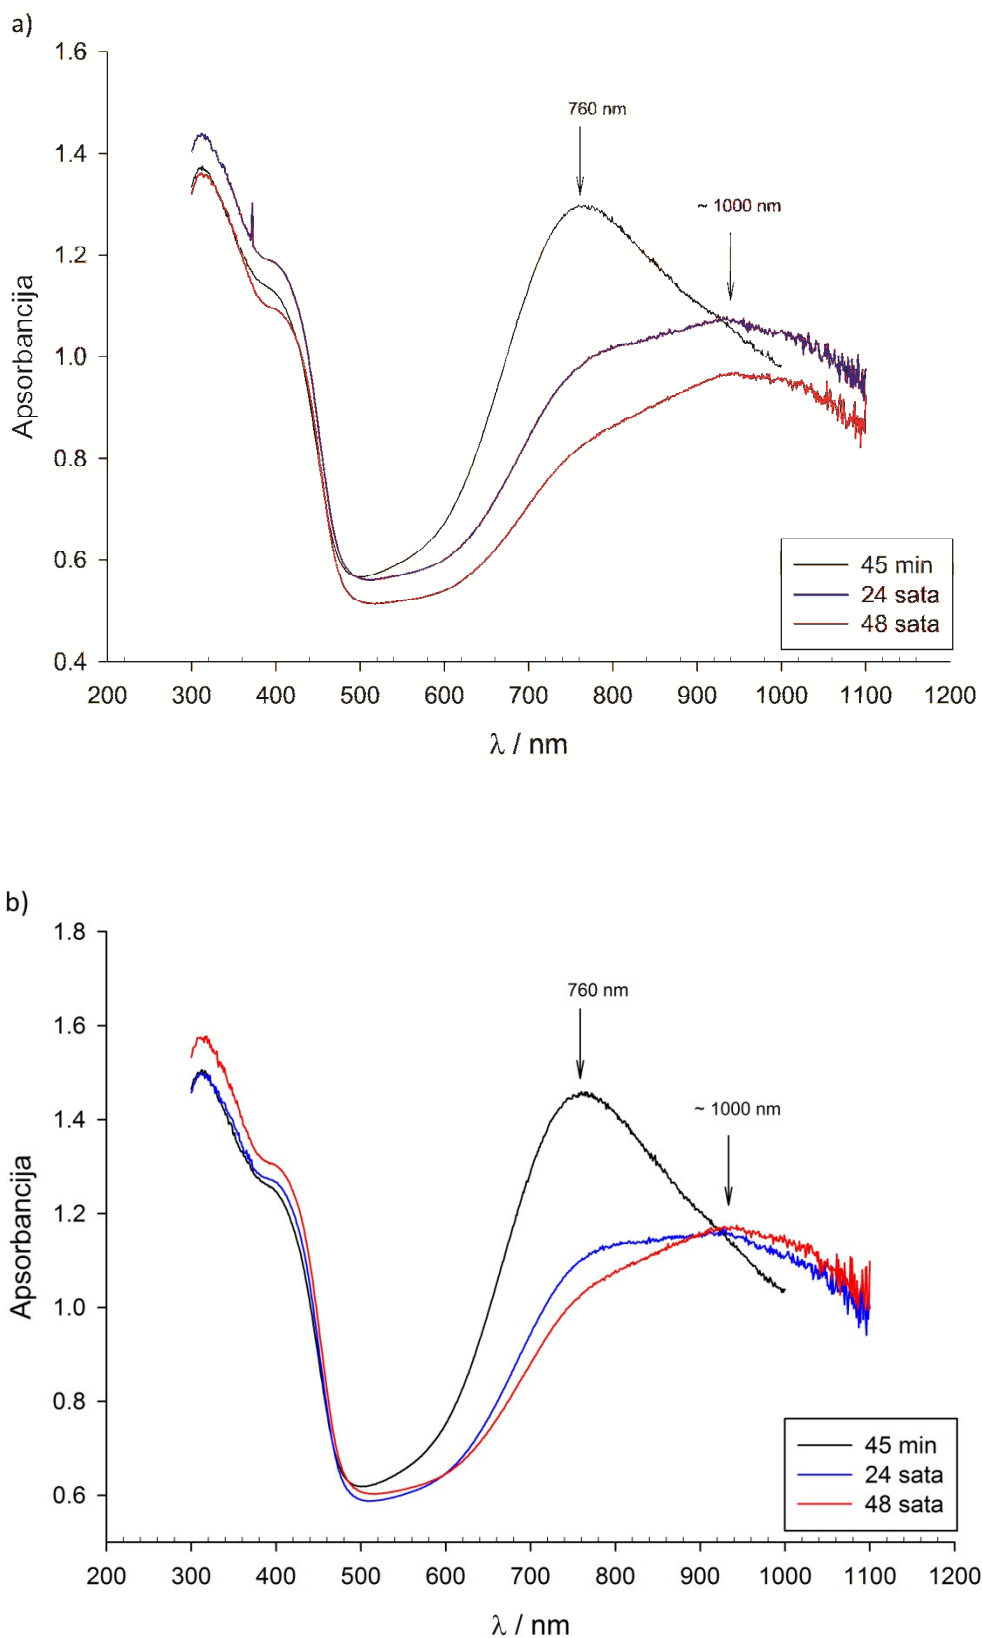 a)
1.6
1.4
1.2
1.0
0.8
0.6
0.4
Apsorbancija
760 nm
~ 1000 nm
45 min
24 sata
48 sata
200 300 400 500 600 700 800 900 1000 1100 1200
λ / nm
b)
1.8
1.6
1.4
1.2
1.0
0.8
0.6
Apsorbancija
760 nm
~ 1000 nm
45 min
24 sata
48 sata
200 300 400 500 600 700 800 900 1000 1100 1200
λ / nm